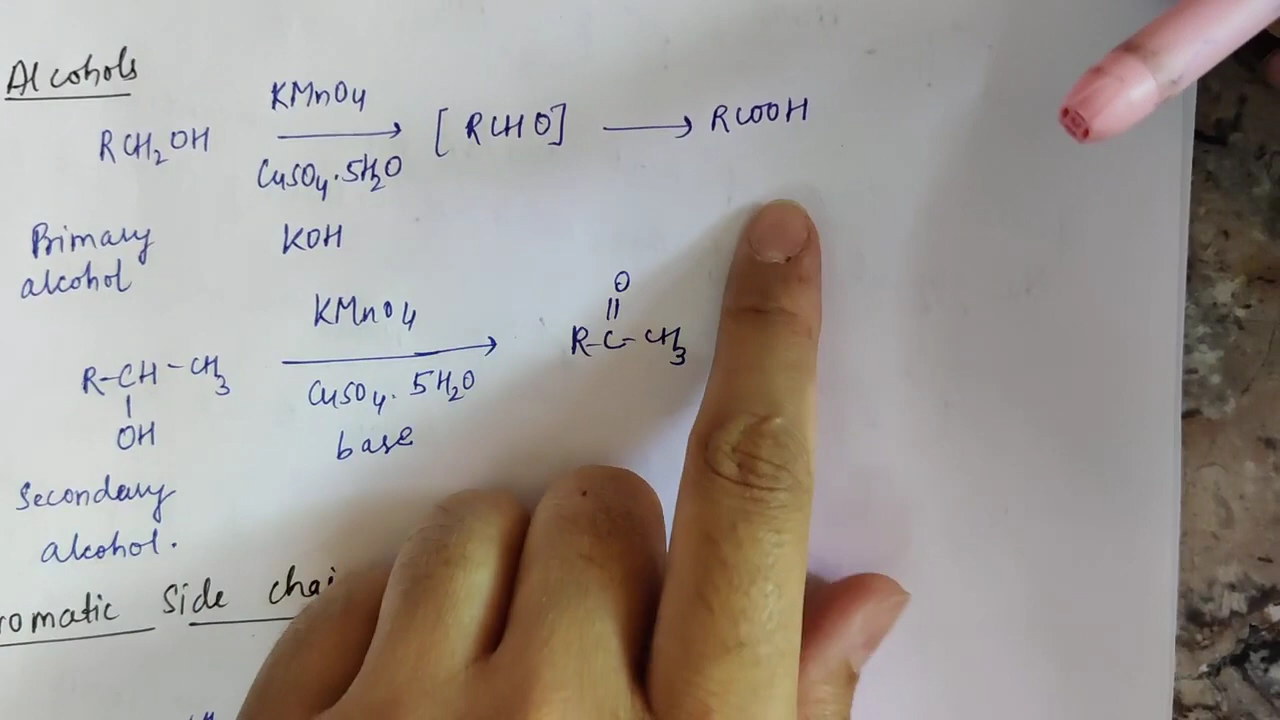 Alcohols
RCH₂OH KMnO₄ → CuSO₄.5H₂O KOH [RCHO] → RCOOH
Primary
alcohol
R-CH-CH₃ KMnO₄ → CuSO₄.5H₂O base R-C-CH₃
OH O
Secondary
alcohol.
Side